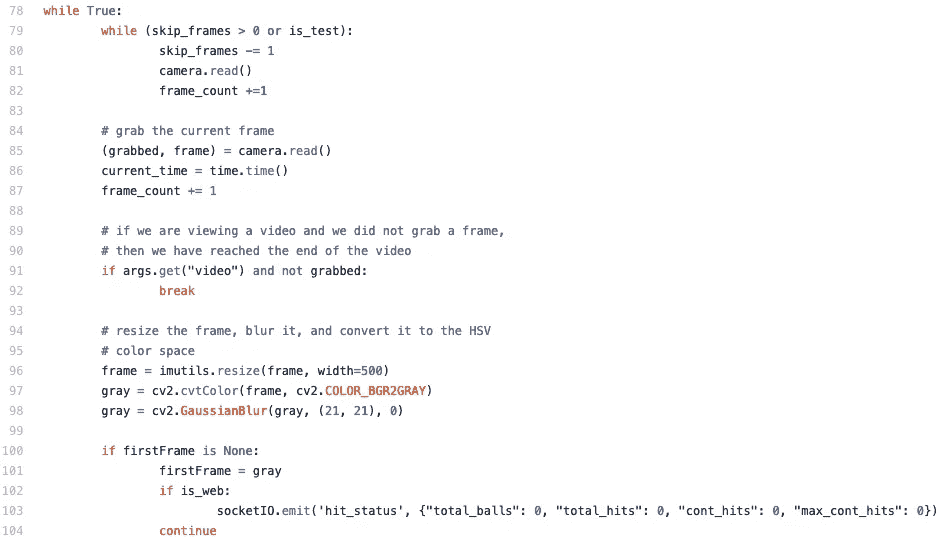 78 while True:
79 while (skip_frames > 0 or is_test):
80 skip_frames -= 1
81 camera.read()
82 frame_count +=1
83
84 # grab the current frame
85 (grabbed, frame) = camera.read()
86 current_time = time.time()
87 frame_count += 1
88
89 # if we are viewing a video and we did not grab a frame,
90 # then we have reached the end of the video
91 if args.get("video") and not grabbed:
92 break
93
94 # resize the frame, blur it, and convert it to the HSV
95 # color space
96 frame = imutils.resize(frame, width=500)
97 gray = cv2.cvtColor(frame, cv2.COLOR_BGR2GRAY)
98 gray = cv2.GaussianBlur(gray, (21, 21), 0)
99
100 if firstFrame is None:
101 firstFrame = gray
102 if is_web:
103 socketIO.emit('hit_status', {"total_balls": 0, "total_hits": 0, "cont_hits": 0, "max_cont_hits": 0})
104 continue